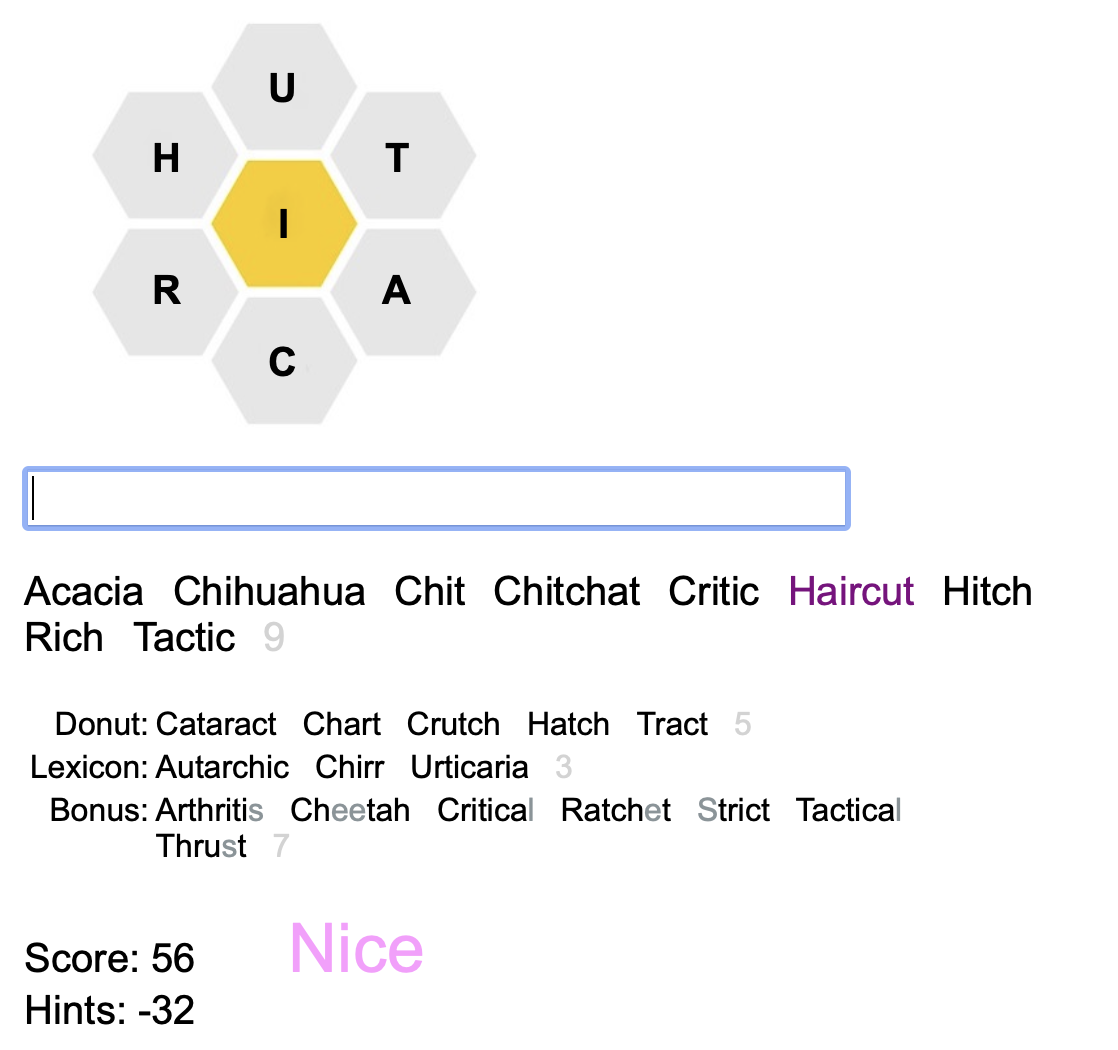 U
H T
I
R A
C
Acacia Chihuahua Chit Chitchat Critic Haircut Hitch
Rich Tactic 9
Donut: Cataract Chart Crutch Hatch Tract 5
Lexicon: Autarchic Chirr Urticaria 3
Bonus: Arthritis Cheetah Critical Ratchet Strict Tactical
Thrust 7
Score: 56 Nice
Hints: -32